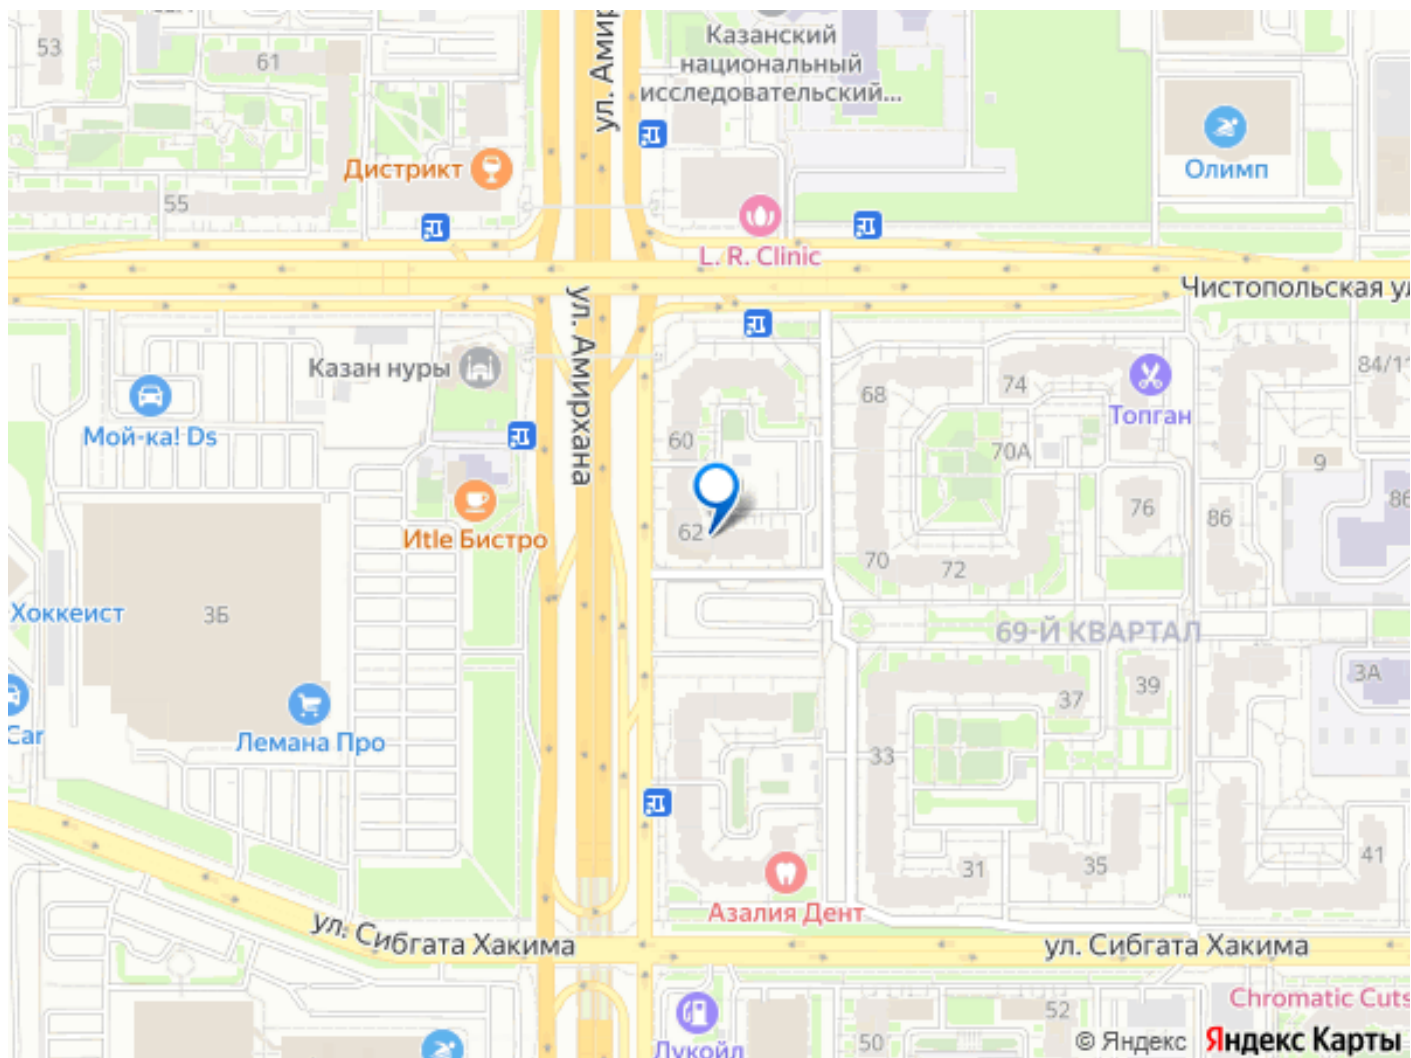 53
61
ул. Амир
Казанский
национальный
исследовательский...
Дистрикт
Олимп
55
L. R. Clinic
Чистопольская ул
ул. Амирхана
Казан нуры
Мой-ка! Ds
68
74
84/11
Топган
60
70А
9
76
86
86
62
Иtle Бистро
70
72
Хоккеист
3Б
69-Й КВАРТАЛ
3А
37
39
Car
Лемана Про
33
31
35
41
Азалия Дент
ул. Сибгата Хакима
ул. Сибгата Хакима
Chromatic Cuts
52
50
Лукойл
© Яндекс Яндекс Карты